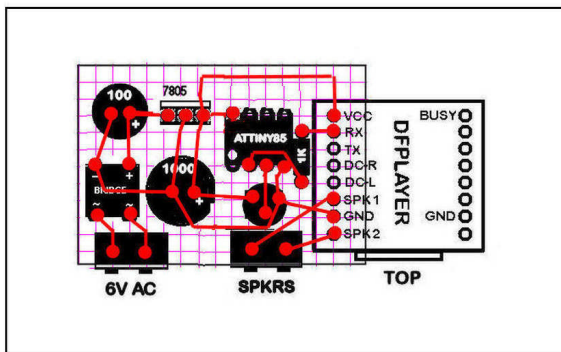 7805
100
+
VCC
BUSY
RX
TX
DC-R
DC-L
SPK1
GND
GND
SPK2
DFPLAYER
ATTINY85
1K
1000
+
- +
BRIDGE
~ ~
6V AC
SPKRS
TOP